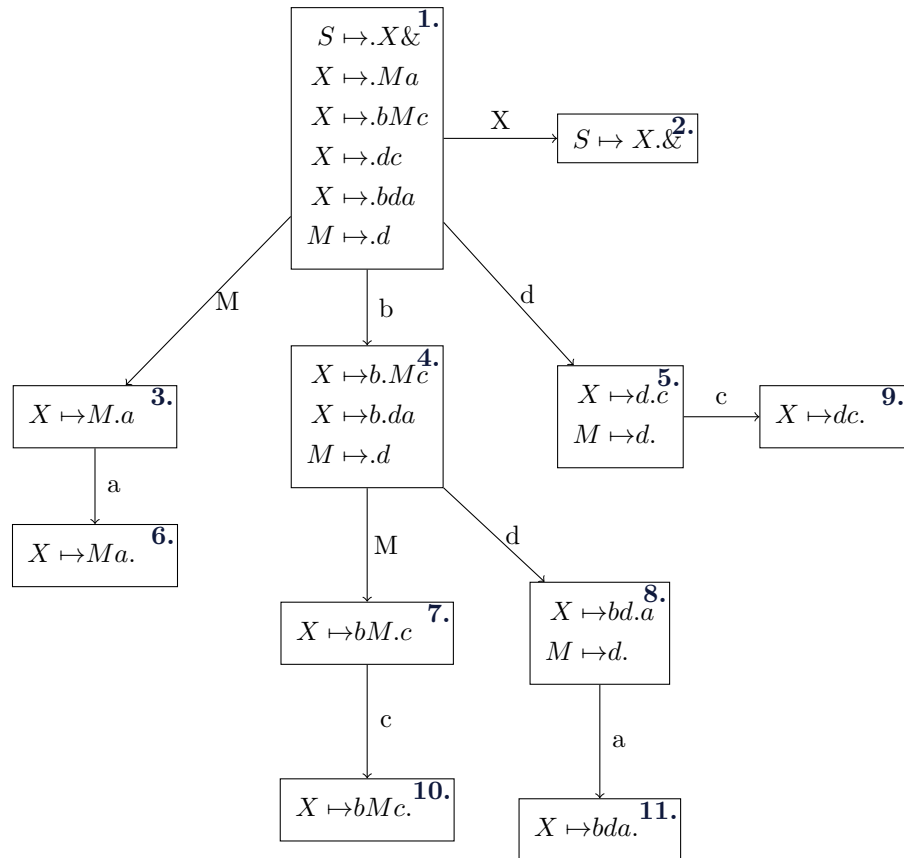 1.
S ↦ .X&
X ↦ .Ma
X ↦ .bMc
X ↦ .dc
X ↦ .bda
M ↦ .d
X
2.
S ↦ X.&
M
b
d
3.
X ↦ M.a
4.
X ↦ b.Mc
X ↦ b.da
M ↦ .d
5.
X ↦ d.c
M ↦ d.
c
9.
X ↦ dc.
a
6.
X ↦ Ma.
M
d
7.
X ↦ bM.c
8.
X ↦ bd.a
M ↦ d.
c
a
10.
X ↦ bMc.
11.
X ↦ bda.